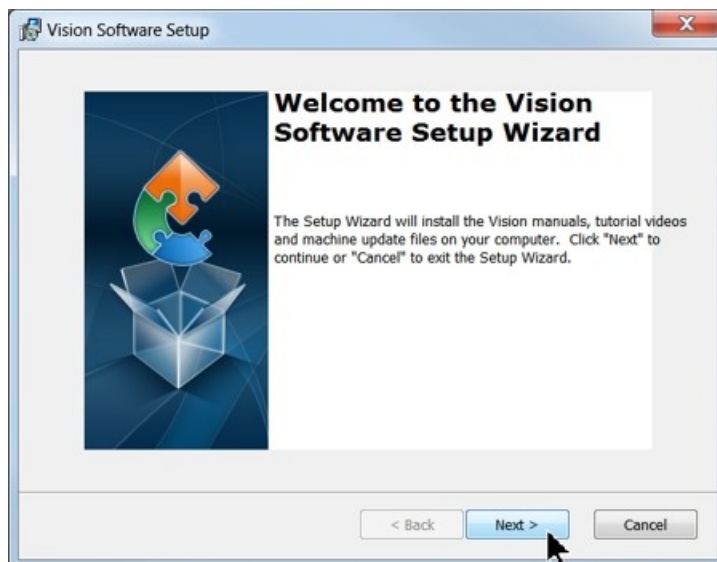 Vision Software Setup
Welcome to the Vision
Software Setup Wizard
The Setup Wizard will install the Vision manuals, tutorial videos
and machine update files on your computer.  Click "Next" to
continue or "Cancel" to exit the Setup Wizard.
< Back
Next >
Cancel